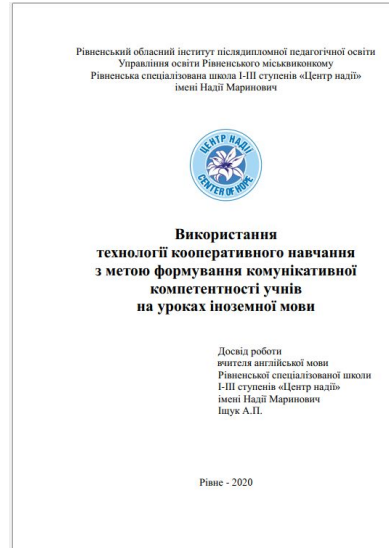 Рівненський обласний інститут післядипломної педагогічної освіти
Управління освіти Рівненського міськвиконкому
Рівненська спеціалізована школа І-ІІІ ступенів «Центр надії»
імені Надії Маринович
ЦЕНТР НАДІЇ
CENTER OF HOPE
Використання
технології кооперативного навчання
з метою формування комунікативної
компетентності учнів
на уроках іноземної мови
Досвід роботи
вчителя англійської мови
Рівненської спеціалізованої школи
І-ІІІ ступенів «Центр надії»
імені Надії Маринович
Іщук А.П.
Рівне - 2020